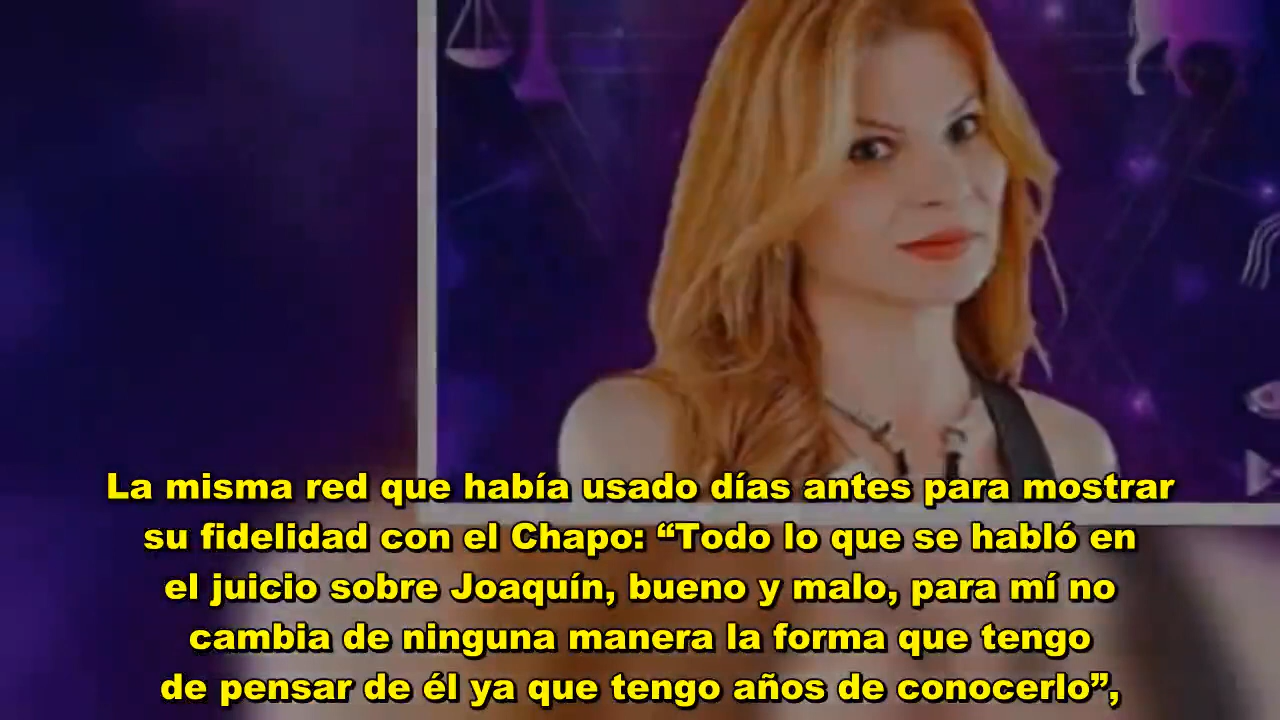 La misma red que había usado días antes para mostrar
su fidelidad con el Chapo: “Todo lo que se habló en
el juicio sobre Joaquín, bueno y malo, para mí no
cambia de ninguna manera la forma que tengo
de pensar de él ya que tengo años de conocerlo”,